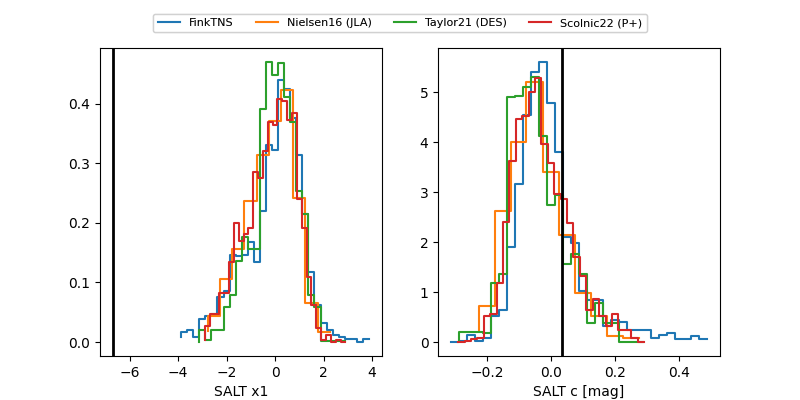 FinkTNS Nielsen16 (JLA) Taylor21 (DES) Scolnic22 (P+)
0.4
0.3
0.2
0.1
0.0
−6 −4 −2 0 2 4
SALT x1
5
4
3
2
1
0
−0.2 0.0 0.2 0.4
SALT c [mag]